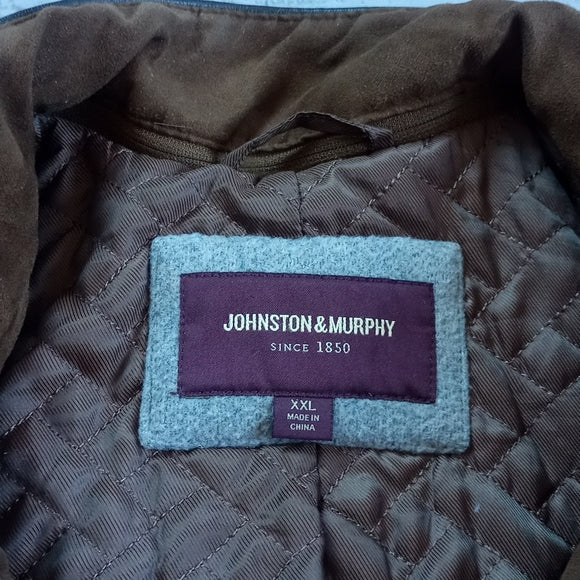 JOHNSTON & MURPHY
SINCE 1850
XXL
MADE IN
CHINA